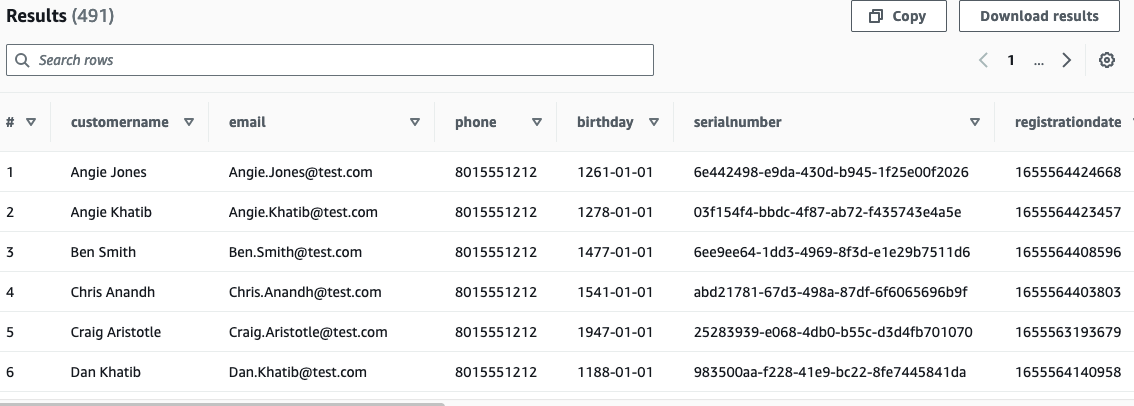 Results (491) Copy Download results
Search rows 1 ...
# customername email phone birthday serialnumber registrationdate
1 Angie Jones Angie.Jones@test.com 8015551212 1261-01-01 6e442498-e9da-430d-b945-1f25e00f2026 1655564424668
2 Angie Khatib Angie.Khatib@test.com 8015551212 1278-01-01 03f154f4-bbdc-4f87-ab72-f435743e4a5e 1655564423457
3 Ben Smith Ben.Smith@test.com 8015551212 1477-01-01 6ee9ee64-1dd3-4969-8f3d-e1e29b7511d6 1655564408596
4 Chris Anandh Chris.Anandh@test.com 8015551212 1541-01-01 abd21781-67d3-498a-87df-6f6065696b9f 1655564403803
5 Craig Aristotle Craig.Aristotle@test.com 8015551212 1947-01-01 25283939-e068-4db0-b55c-d3d4fb701070 1655563193679
6 Dan Khatib Dan.Khatib@test.com 8015551212 1188-01-01 983500aa-f228-41e9-bc22-8fe7445841da 1655564140958